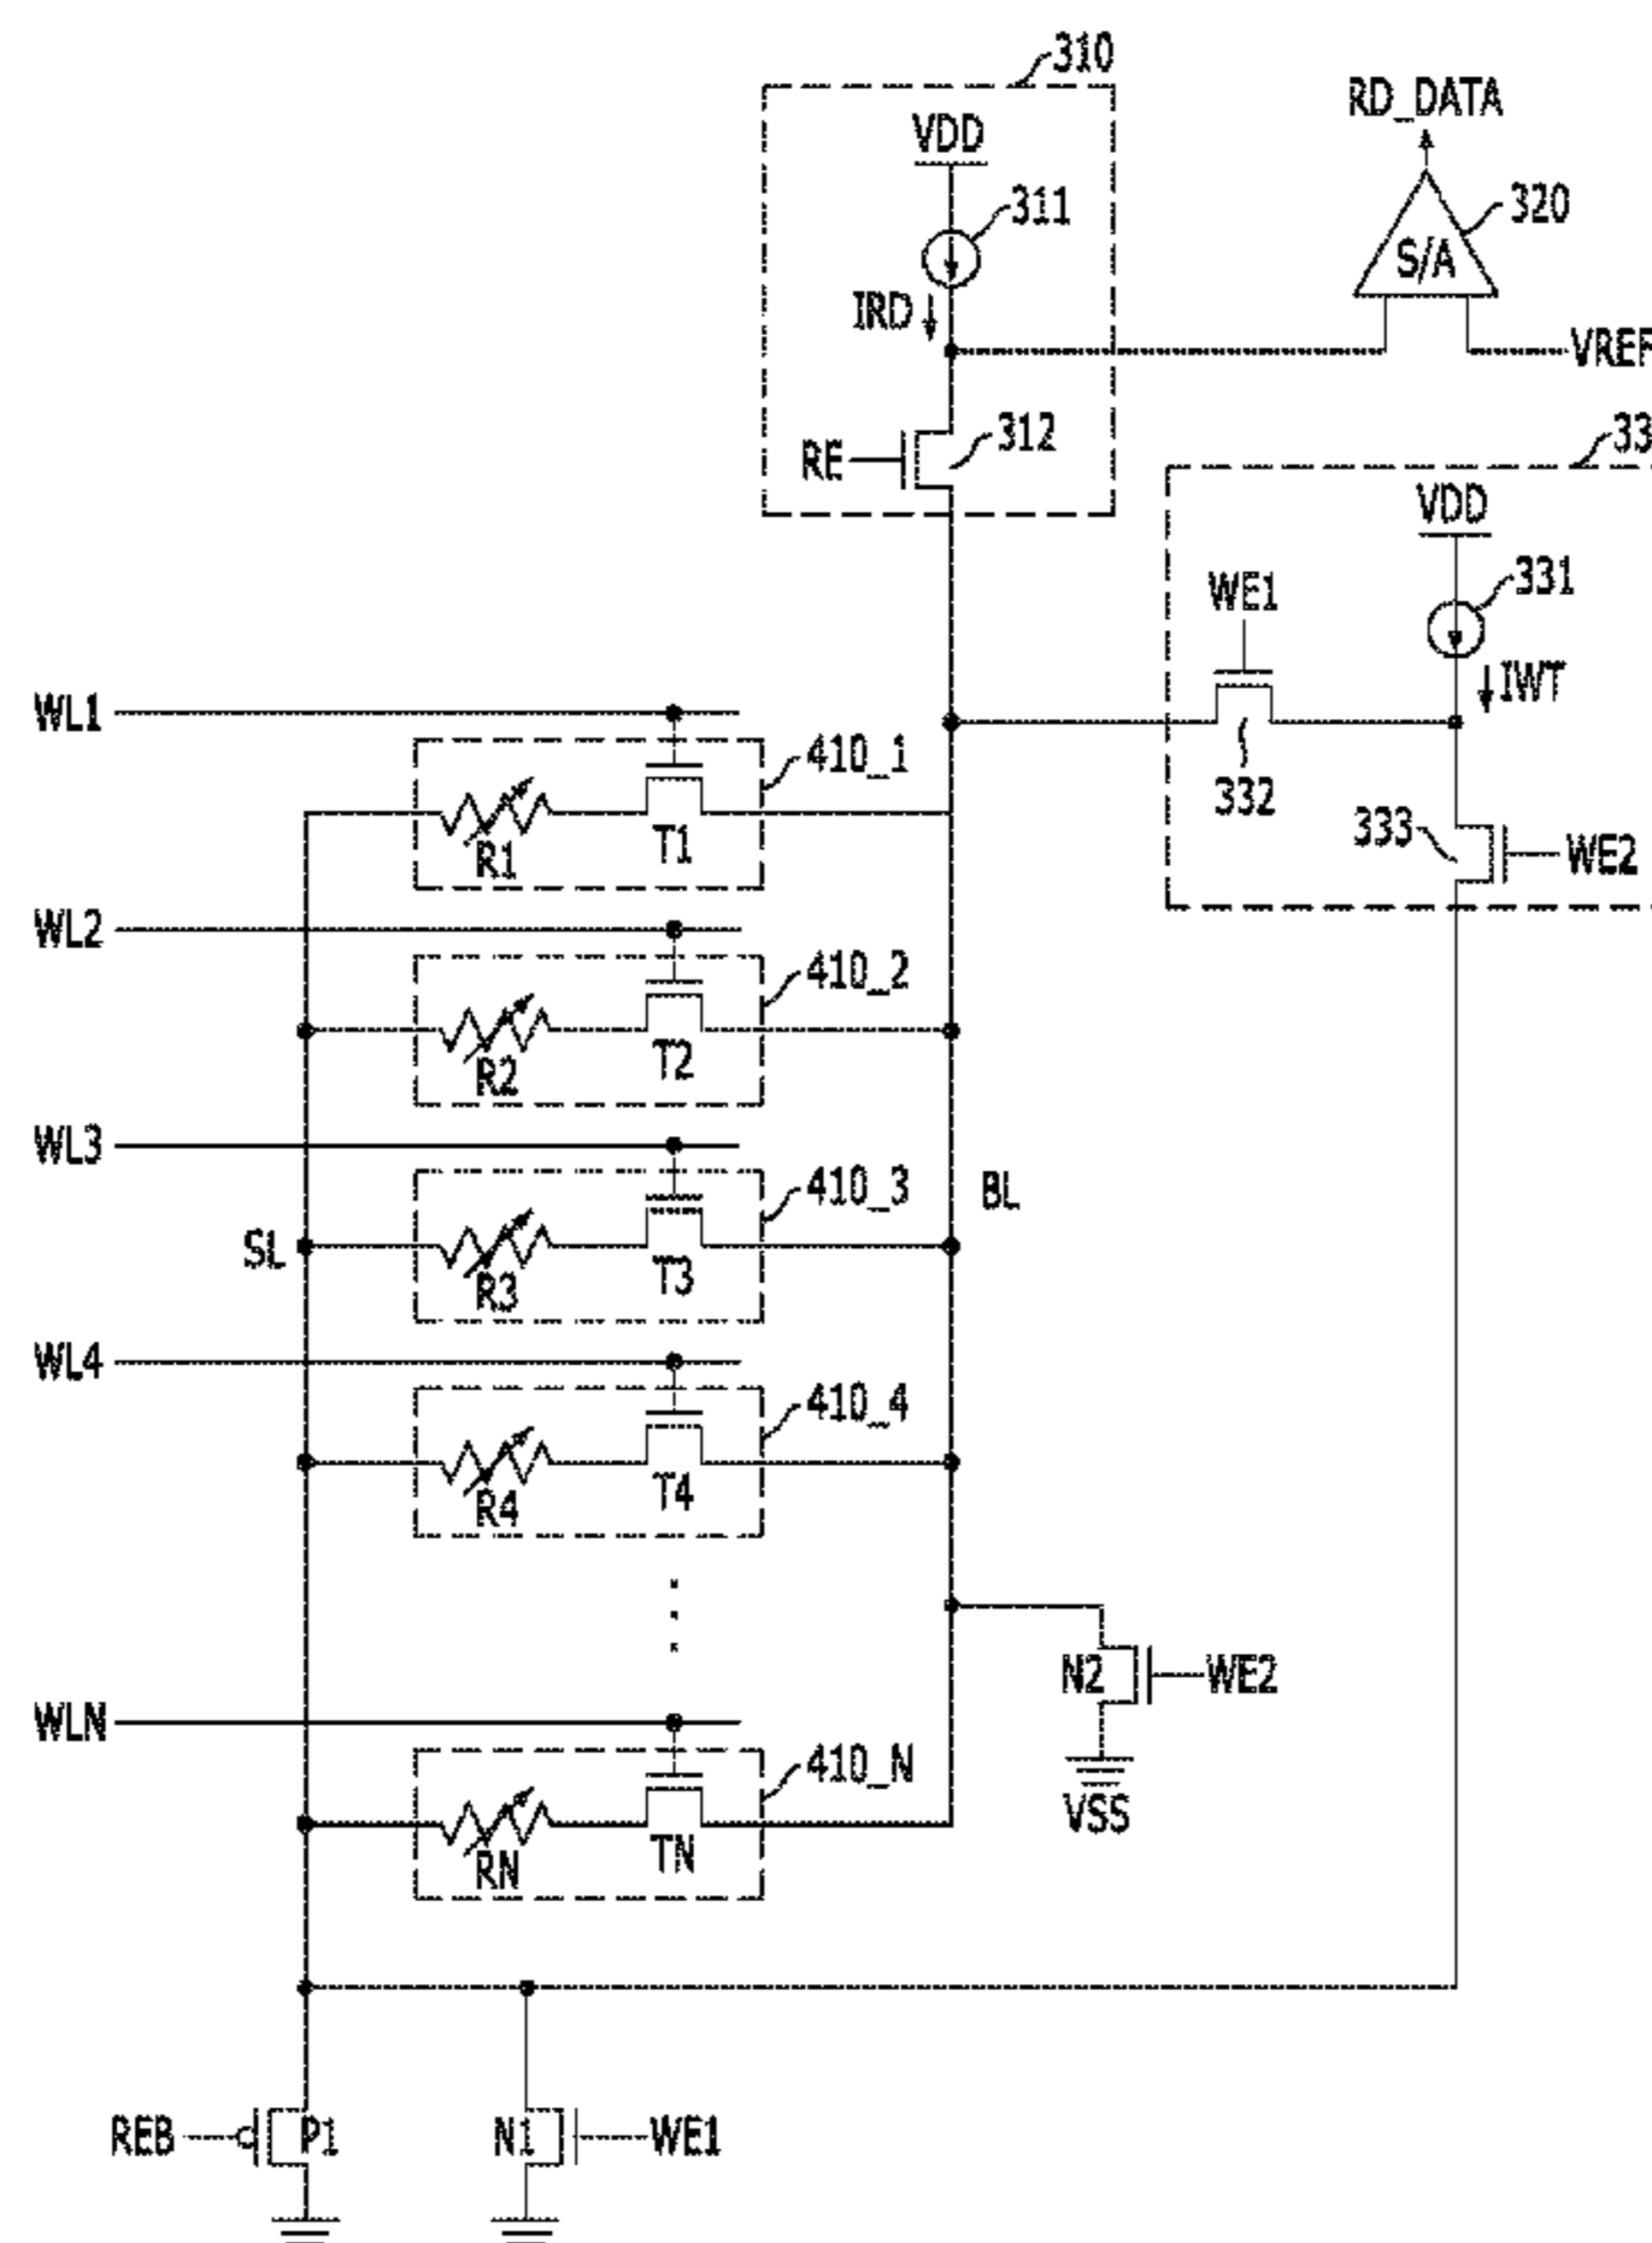 310
RD_DATA
VDD
311
320
S/A
IRD
VREF
312
RE
33
VDD
WE1
331
IWT
WL1
410_1
332
333
WE2
R1
T1
WL2
410_2
R2
T2
WL3
410_3
BL
SL
R3
T3
WL4
410_4
R4
T4
N2
WE2
WLN
410_N
VSS
RN
TN
REB
P1
N1
WE1